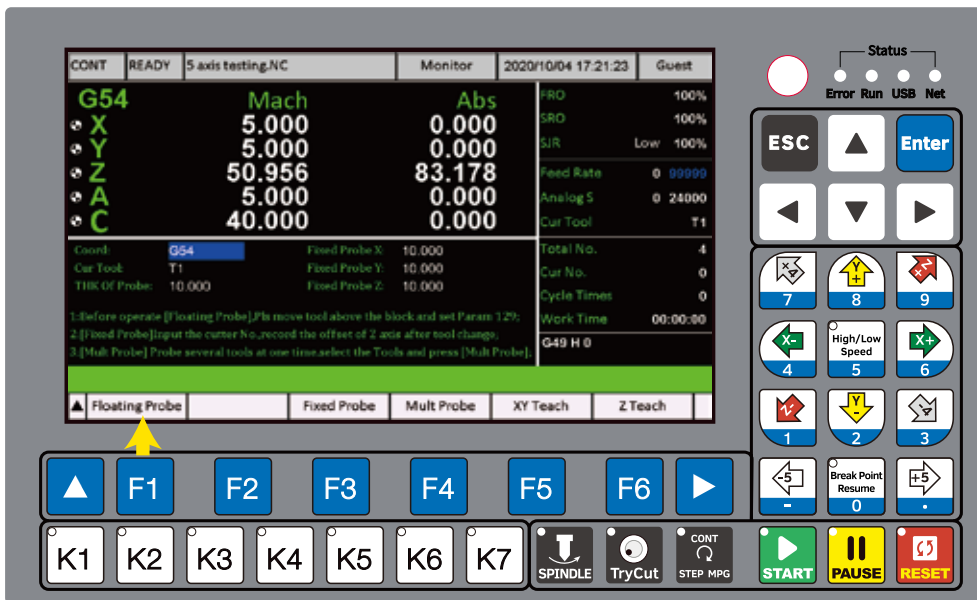 Status
Error Run USB Net
CONT READY 5 axis testing.NC Monitor 2020/10/04 17:21:23 Guest
G54 Mach Abs
X 5.000 0.000
Y 5.000 0.000
Z 50.956 83.178
A 5.000 0.000
C 40.000 0.000
FRO 100%
SRO 100%
SJR Low 100%
Feed Rate 0 99999
Analog S 0 24000
Cur Tool T1
Total No. 4
Cur No. 0
Cycle Times 0
Work Time 00:00:00
G49 H 0
Coord: G54 Fixed Probe X: 10.000
Cur Tool: T1 Fixed Probe Y: 10.000
THK Of Probe: 10.000 Fixed Probe Z: 10.000
1:Before operate [Floating Probe],Pls move tool above the block and set Param 129;
2:[Fixed Probe]Input the cutter No.,record the offset of Z axis after tool change,
3.[Mult Probe] Probe several tools at one time,select the Tools and press [Mult Probe],
Floating Probe Fixed Probe Mult Probe XY Teach Z Teach
ESC Enter
7 Y+ 8 9
X- 4 High/Low Speed 5 X+ 6
1 Y- 2 3
-5 - Break Point Resume 0 +5 .
F1 F2 F3 F4 F5 F6
K1 K2 K3 K4 K5 K6 K7
SPINDLE TryCut CONT STEP MPG START PAUSE RESET